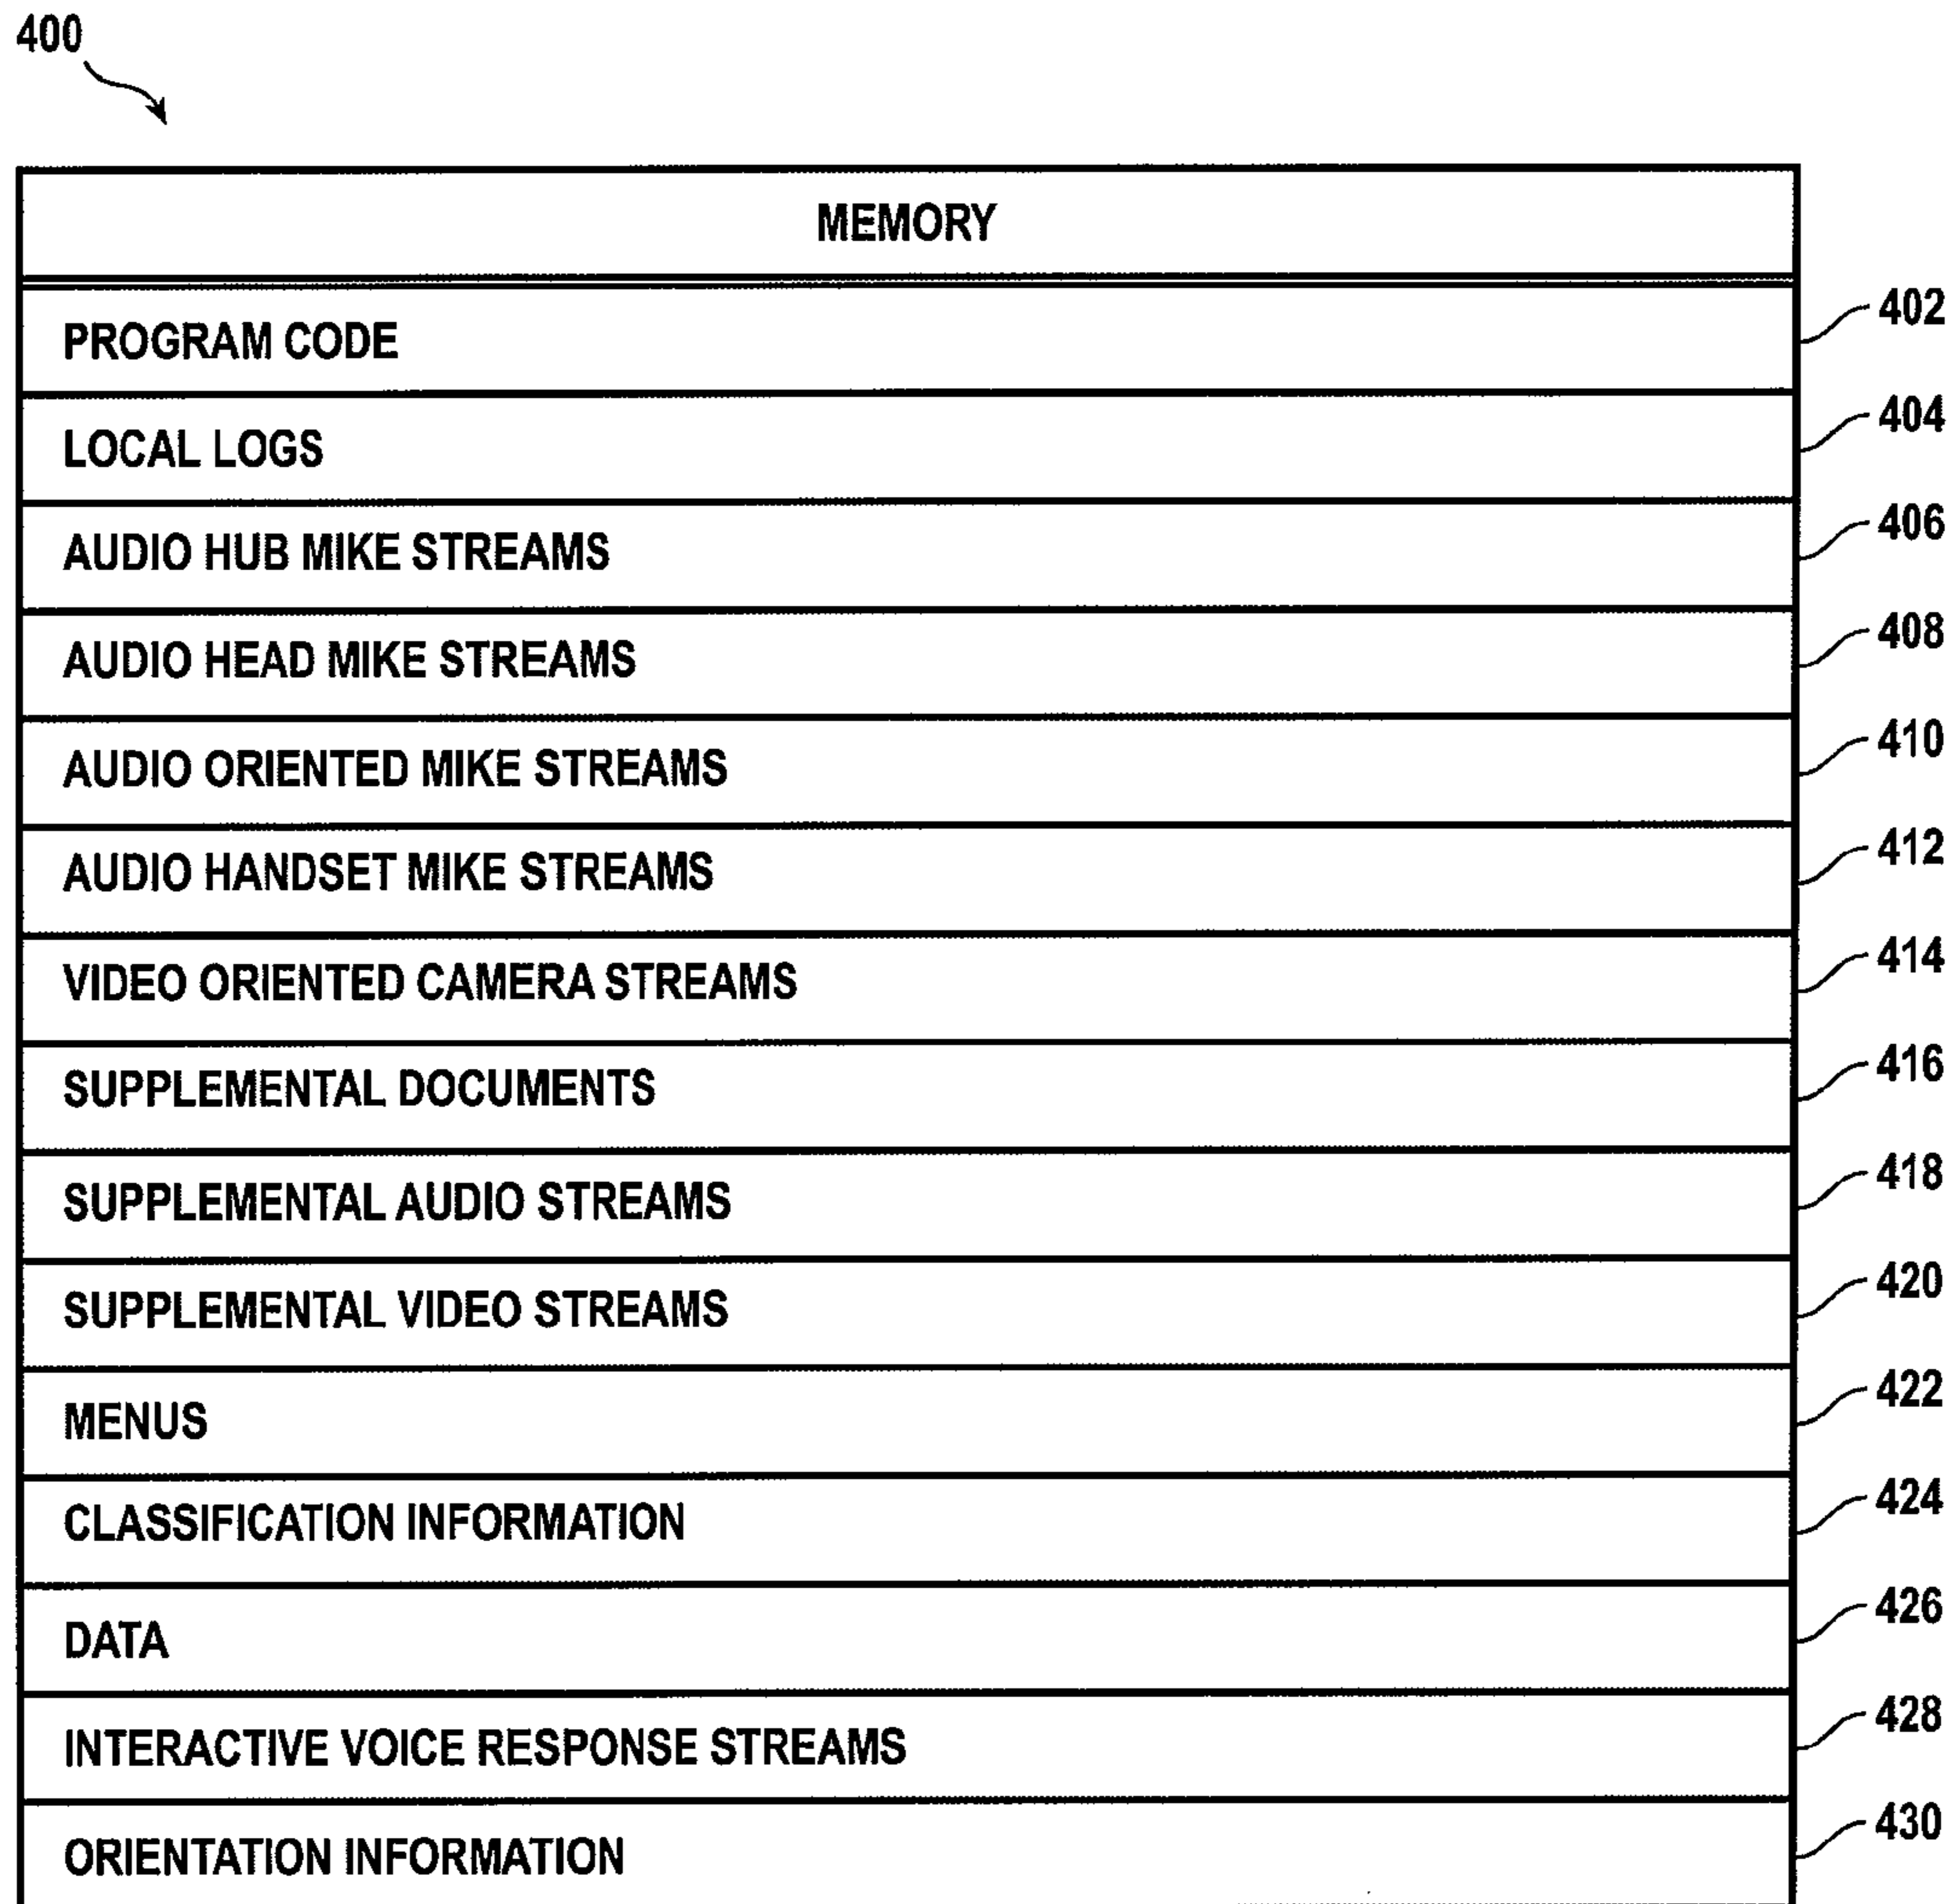 400
MEMORY
PROGRAM CODE 402
LOCAL LOGS 404
AUDIO HUB MIKE STREAMS 406
AUDIO HEAD MIKE STREAMS 408
AUDIO ORIENTED MIKE STREAMS 410
AUDIO HANDSET MIKE STREAMS 412
VIDEO ORIENTED CAMERA STREAMS 414
SUPPLEMENTAL DOCUMENTS 416
SUPPLEMENTAL AUDIO STREAMS 418
SUPPLEMENTAL VIDEO STREAMS 420
MENUS 422
CLASSIFICATION INFORMATION 424
DATA 426
INTERACTIVE VOICE RESPONSE STREAMS 428
ORIENTATION INFORMATION 430